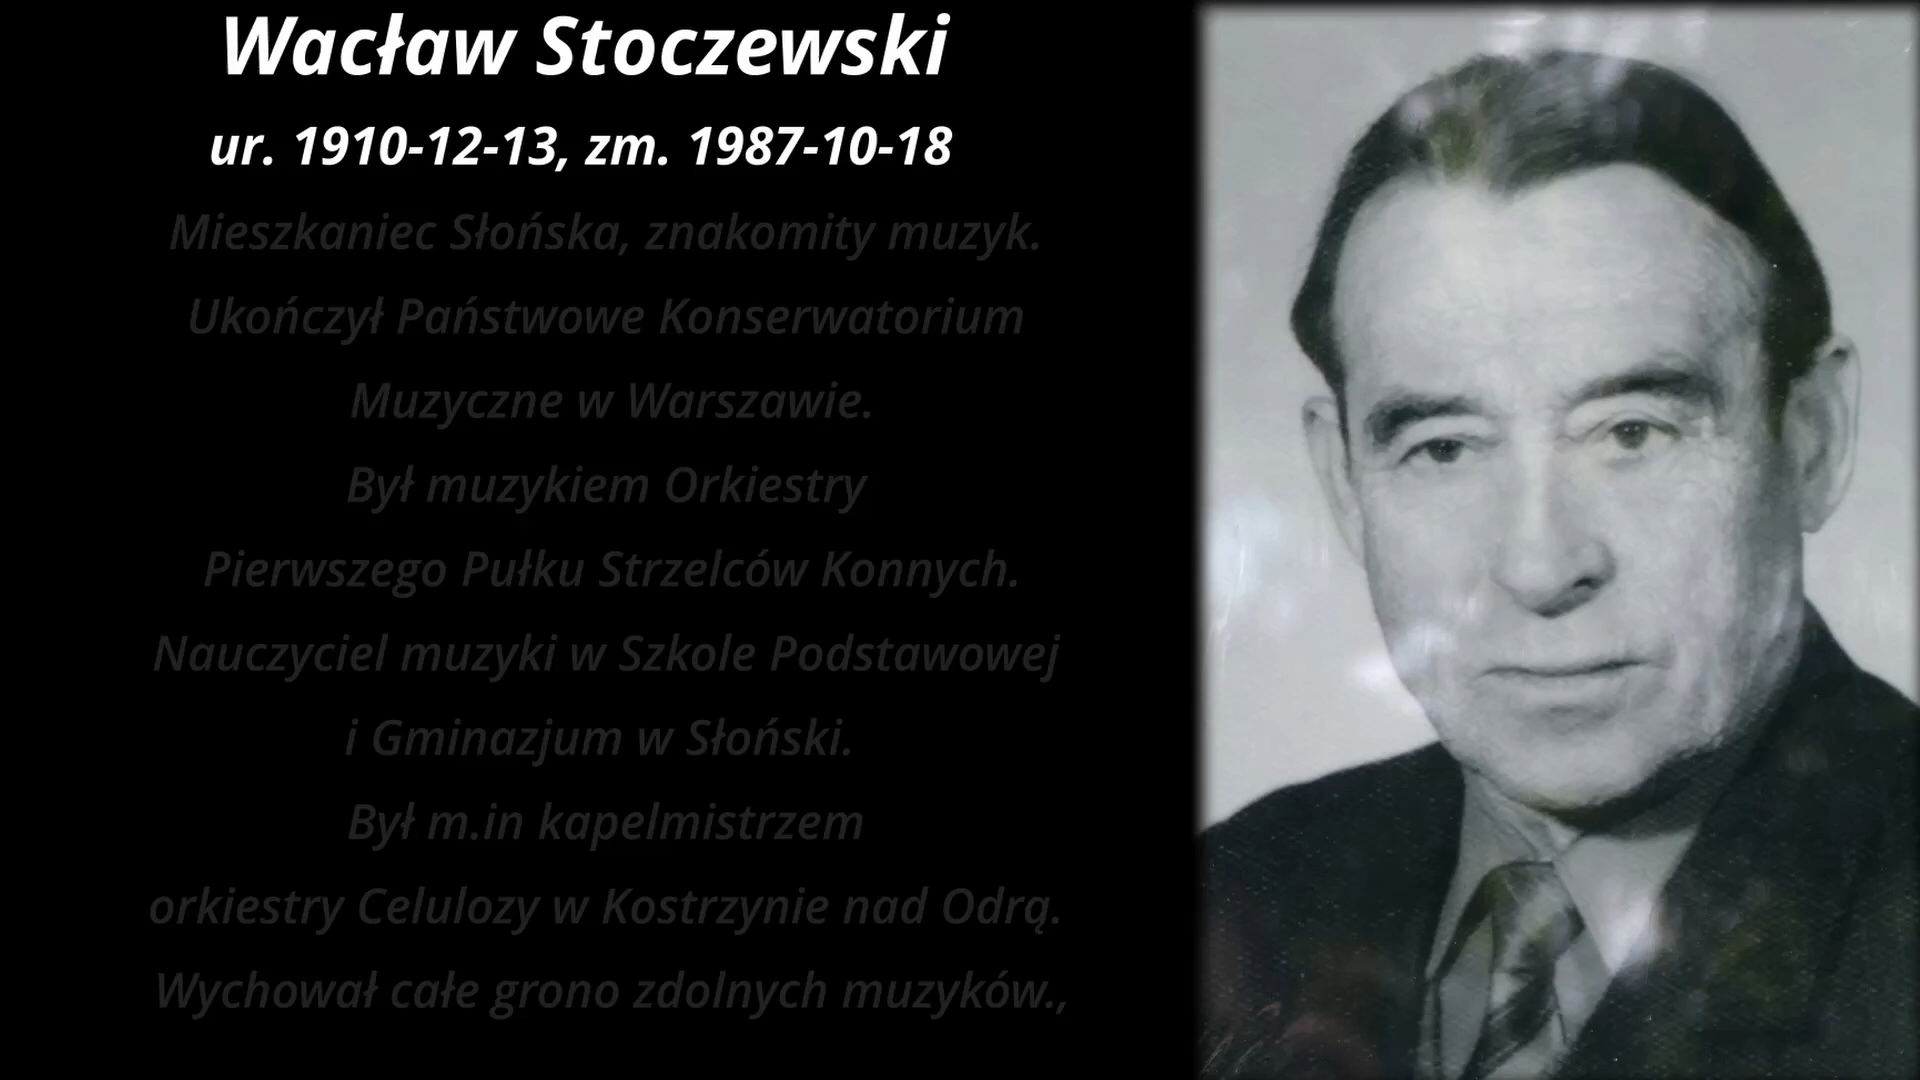 Wacław Stoczewski
ur. 1910-12-13, zm. 1987-10-18
Mieszkaniec Słońska, znakomity muzyk.
Ukończył Państwowe Konserwatorium
Muzyczne w Warszawie.
Był muzykiem Orkiestry
Pierwszego Pułku Strzelców Konnych.
Nauczyciel muzyki w Szkole Podstawowej
i Gminazjum w Słoński.
Był m.in kapelmistrzem
orkiestry Celulozy w Kostrzynie nad Odrą.
Wychował całe grono zdolnych muzyków.,